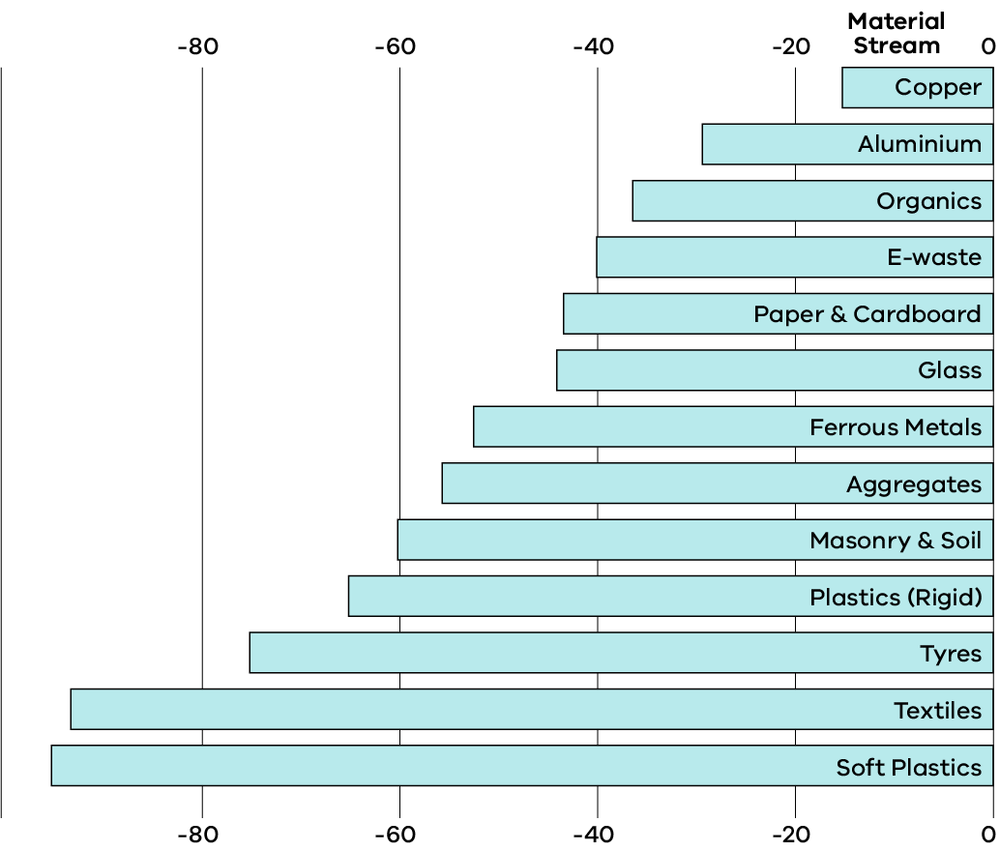 Material
Stream
-80 -60 -40 -20 0
Copper
Aluminium
Organics
E-waste
Paper & Cardboard
Glass
Ferrous Metals
Aggregates
Masonry & Soil
Plastics (Rigid)
Tyres
Textiles
Soft Plastics
-80 -60 -40 -20 0